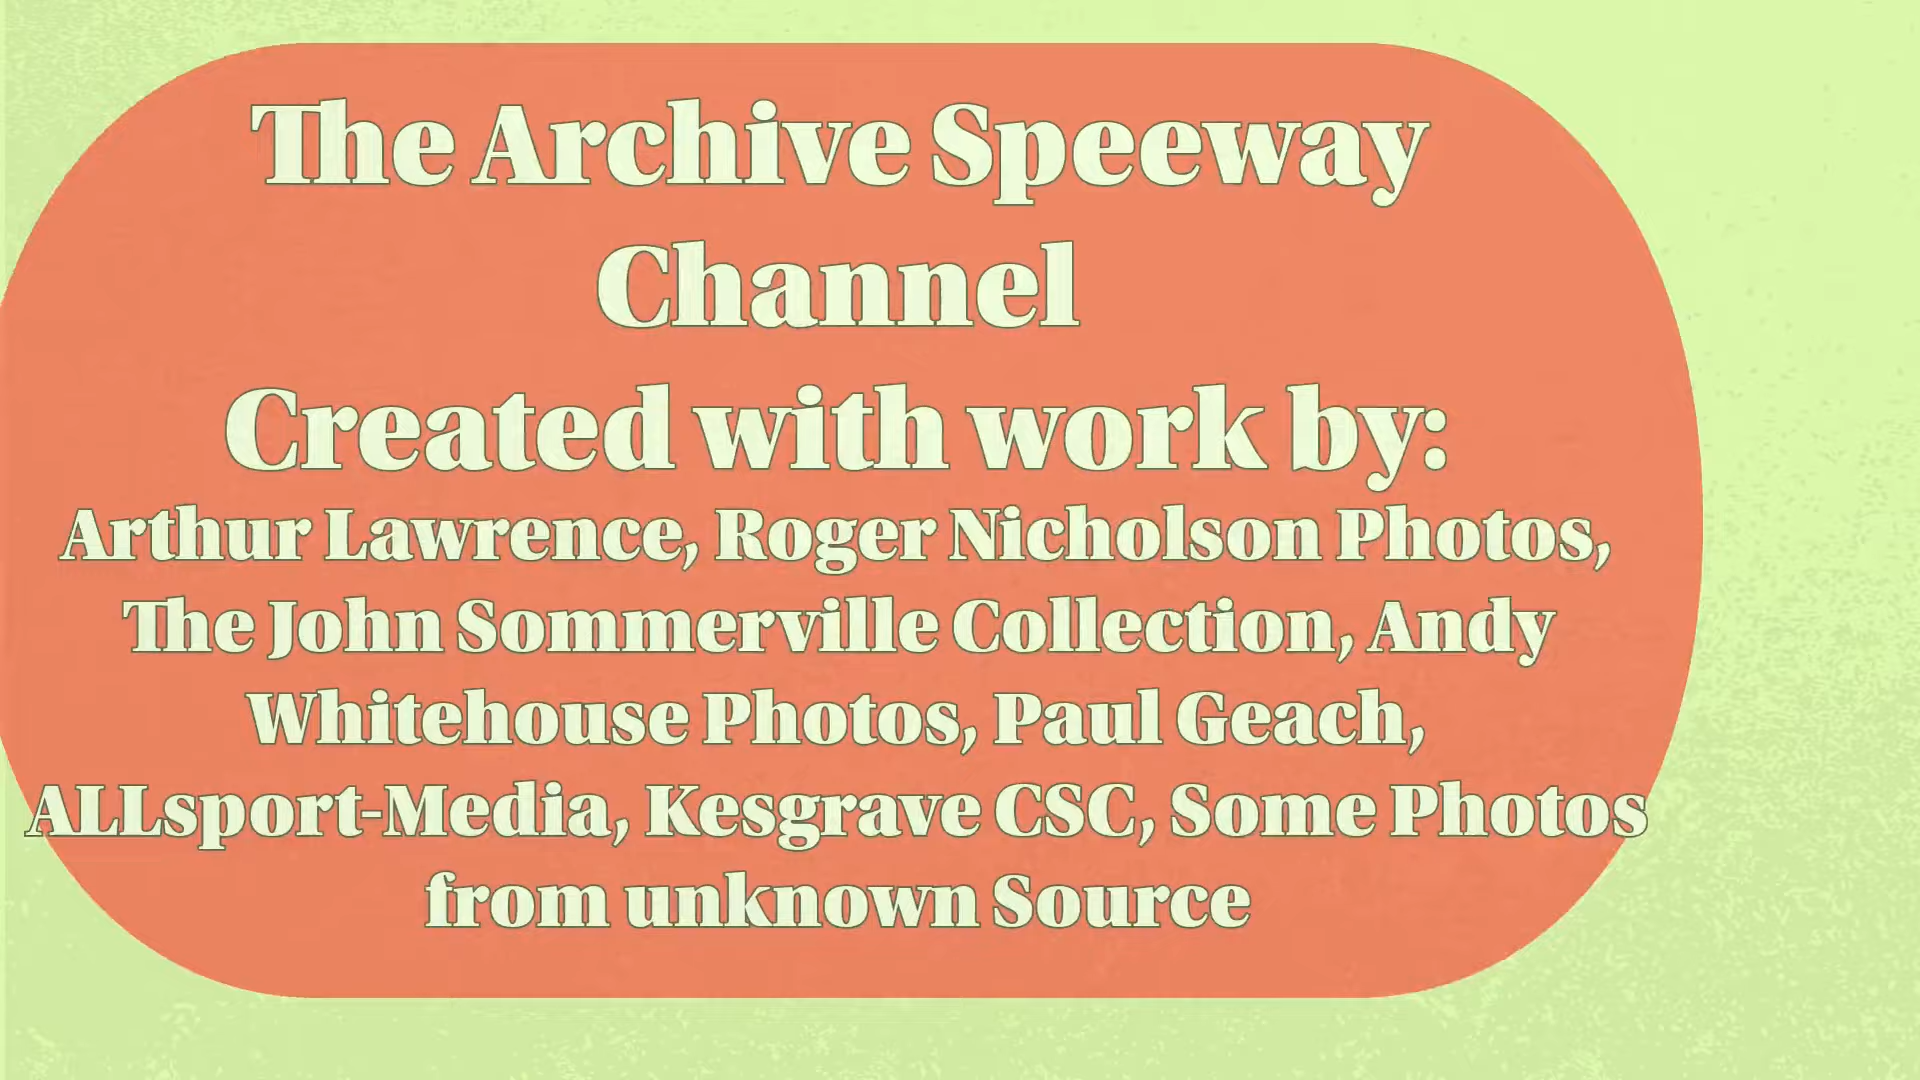 The Archive Speeway
Channel
Created with work by:
Arthur Lawrence, Roger Nicholson Photos,
The John Sommerville Collection, Andy
Whitehouse Photos, Paul Geach,
ALLsport-Media, Kesgrave CSC, Some Photos
from unknown Source